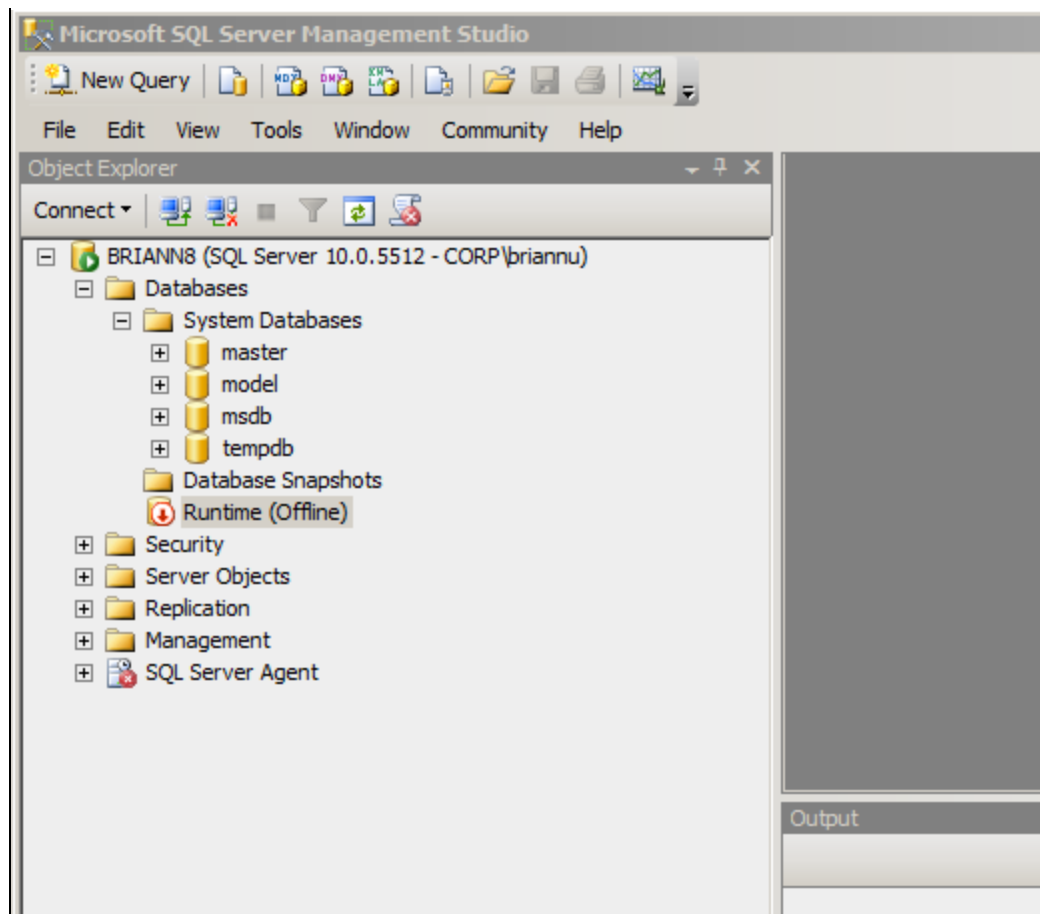 Microsoft SQL Server Management Studio
New Query
File Edit View Tools Window Community Help
Object Explorer
Connect
BRIANN8 (SQL Server 10.0.5512 - CORP\briannu)
Databases
System Databases
master
model
msdb
tempdb
Database Snapshots
Runtime (Offline)
Security
Server Objects
Replication
Management
SQL Server Agent
Output